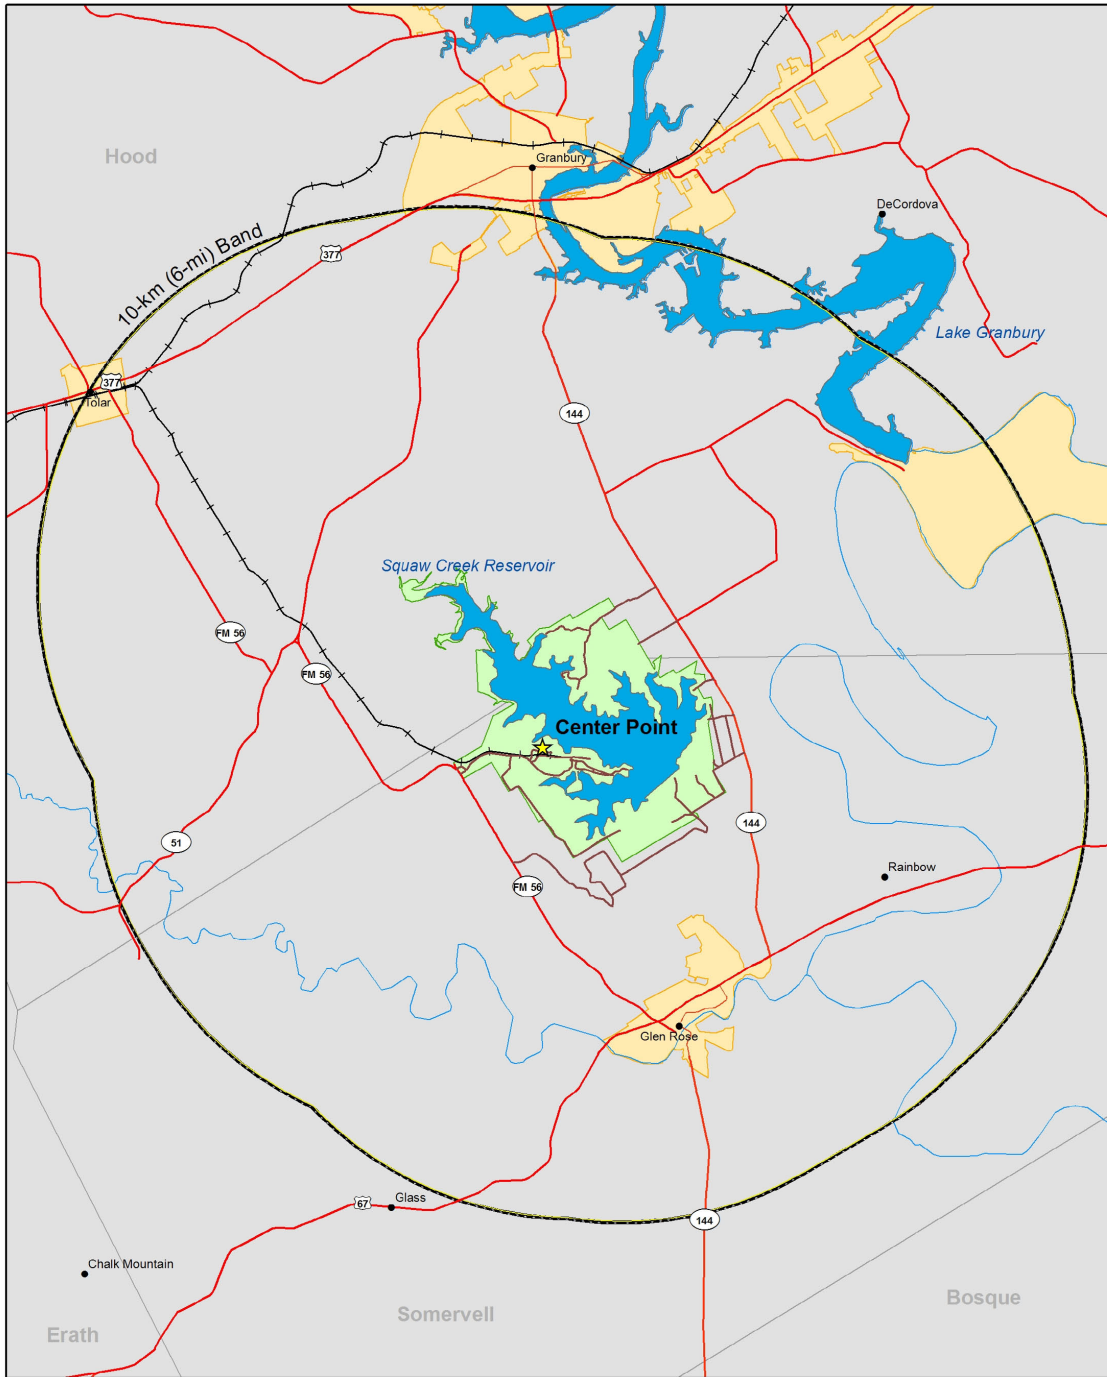 Hood
Granbury
DeCordova
10-km (6-mi) Band
377
Lake Granbury
377
Tolar
144
Squaw Creek Reservoir
FM 56
FM 56
Center Point
144
51
Rainbow
FM 56
Glen Rose
Glass
67
144
Chalk Mountain
Bosque
Somervell
Erath